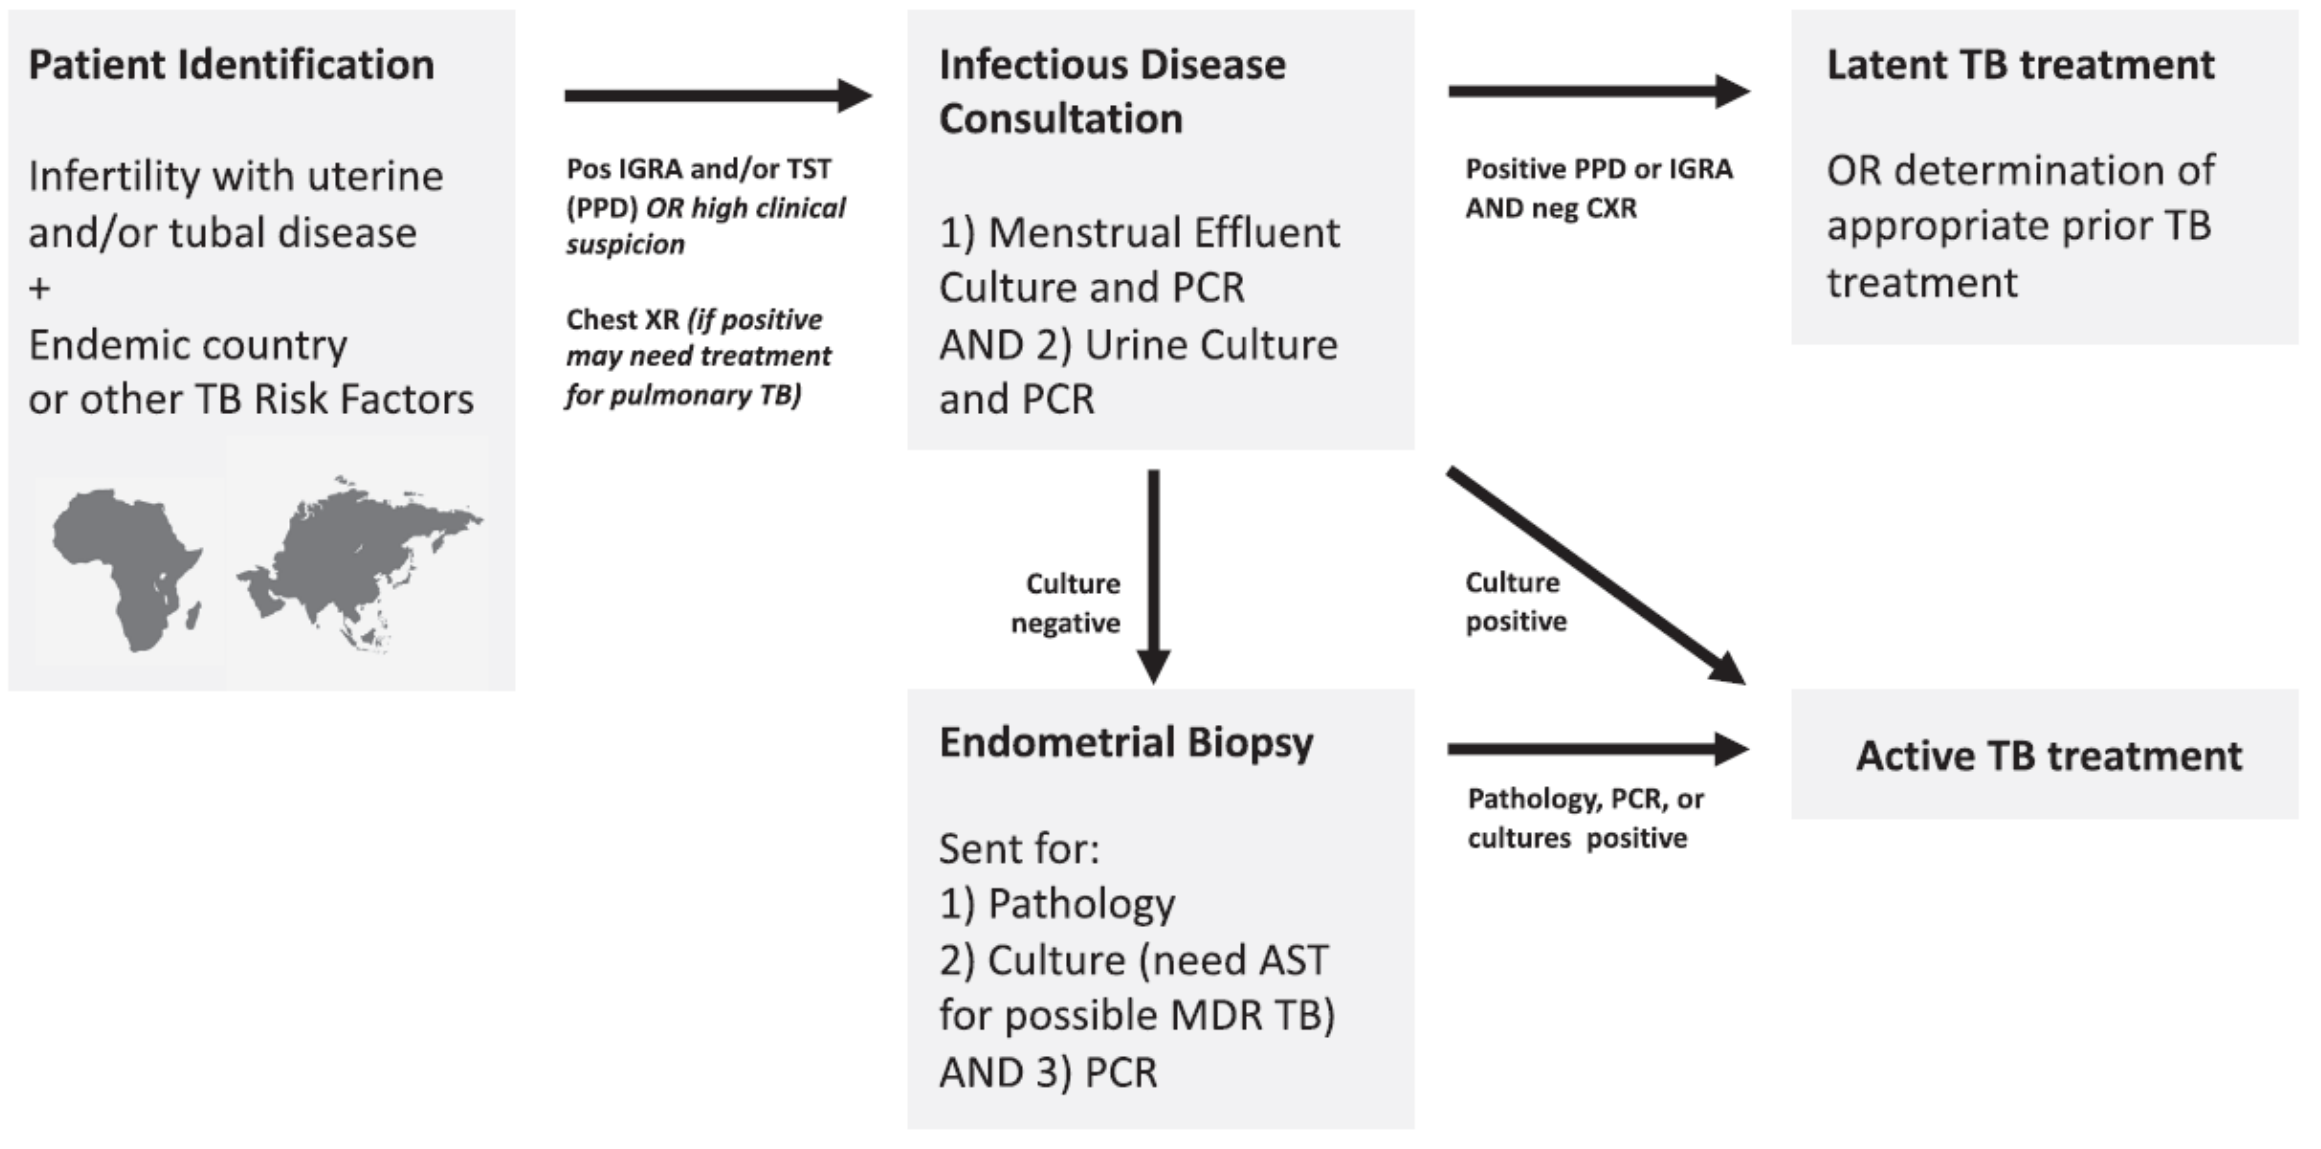 Patient Identification
Infertility with uterine
and/or tubal disease
+
Endemic country
or other TB Risk Factors
Pos IGRA and/or TST
(PPD) OR high clinical
suspicion
Chest XR (if positive
may need treatment
for pulmonary TB)
Infectious Disease
Consultation
1) Menstrual Effluent
Culture and PCR
AND 2) Urine Culture
and PCR
Positive PPD or IGRA
AND neg CXR
Latent TB treatment
OR determination of
appropriate prior TB
treatment
Culture
negative
Culture
positive
Endometrial Biopsy
Sent for:
1) Pathology
2) Culture (need AST
for possible MDR TB)
AND 3) PCR
Pathology, PCR, or
cultures positive
Active TB treatment